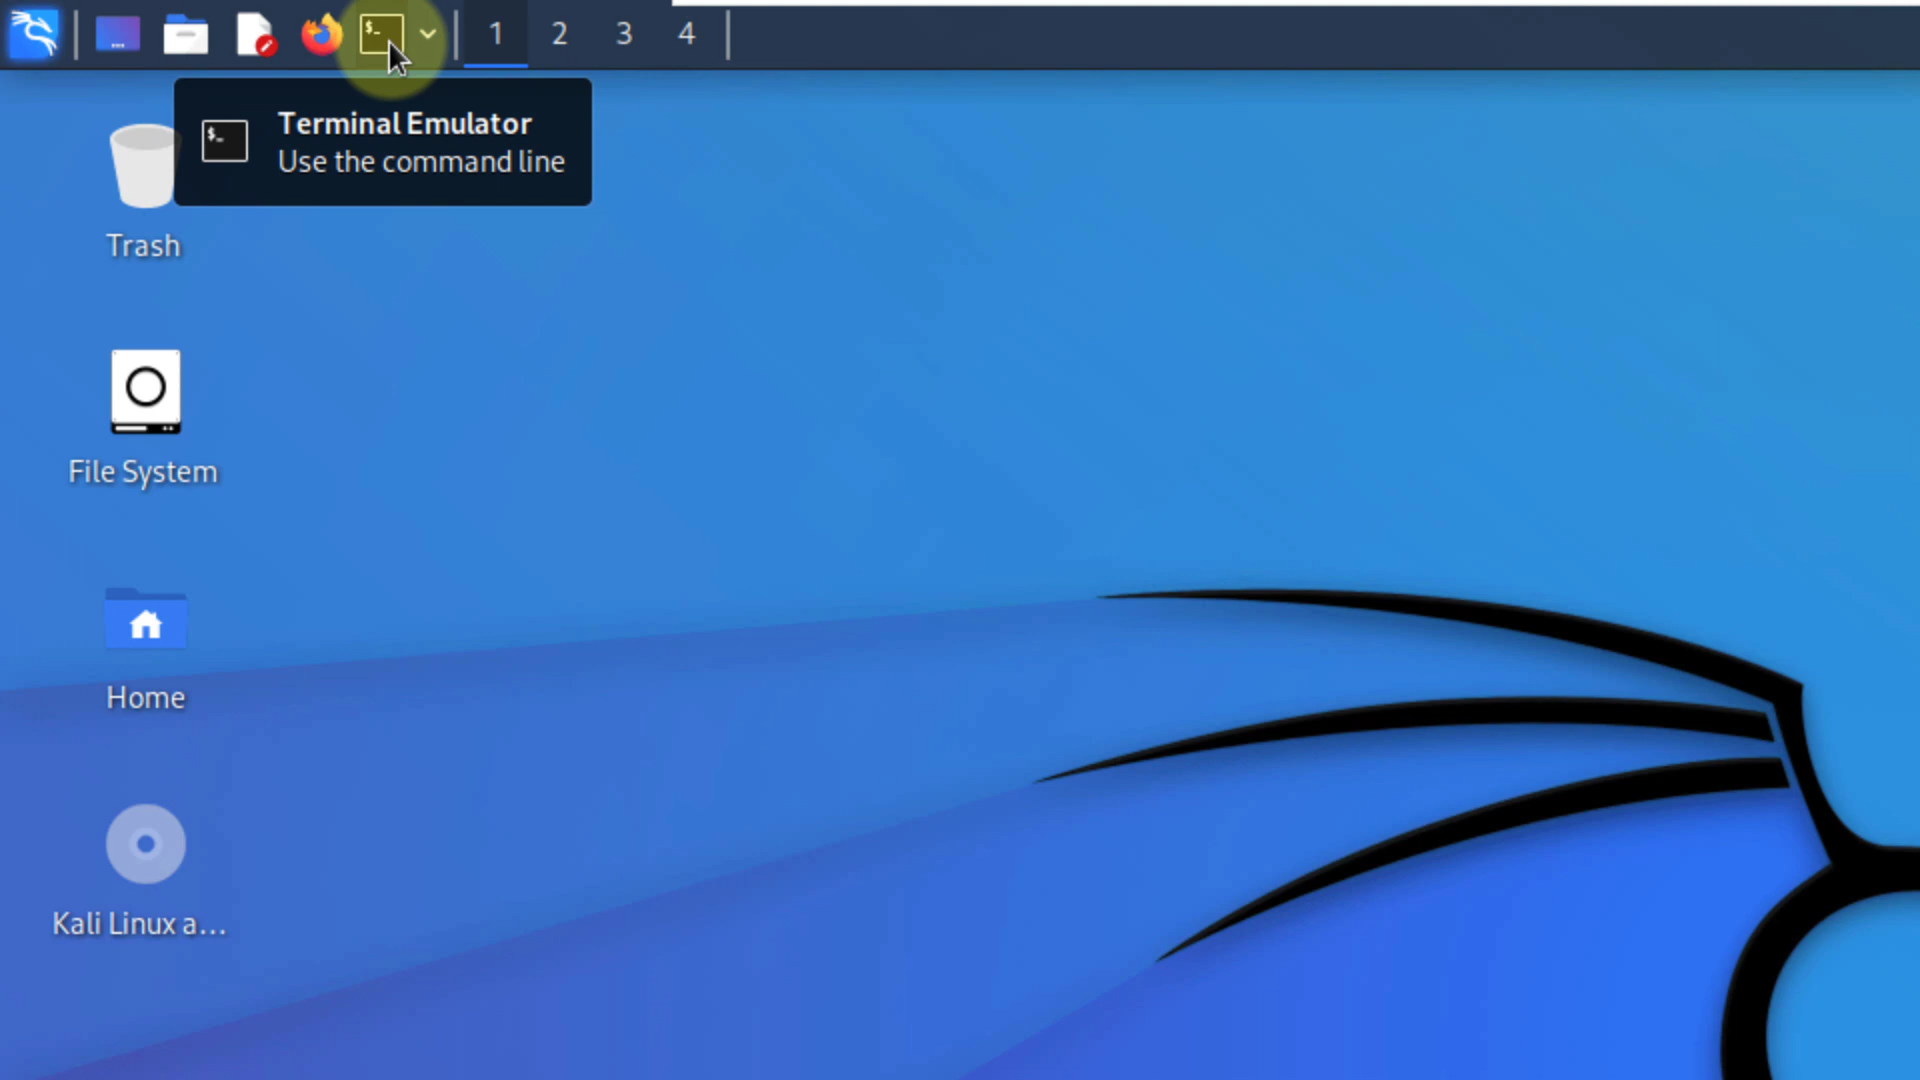 1 2 3 4
$_
$_
Terminal Emulator
Use the command line
Trash
File System
Home
Kali Linux a...